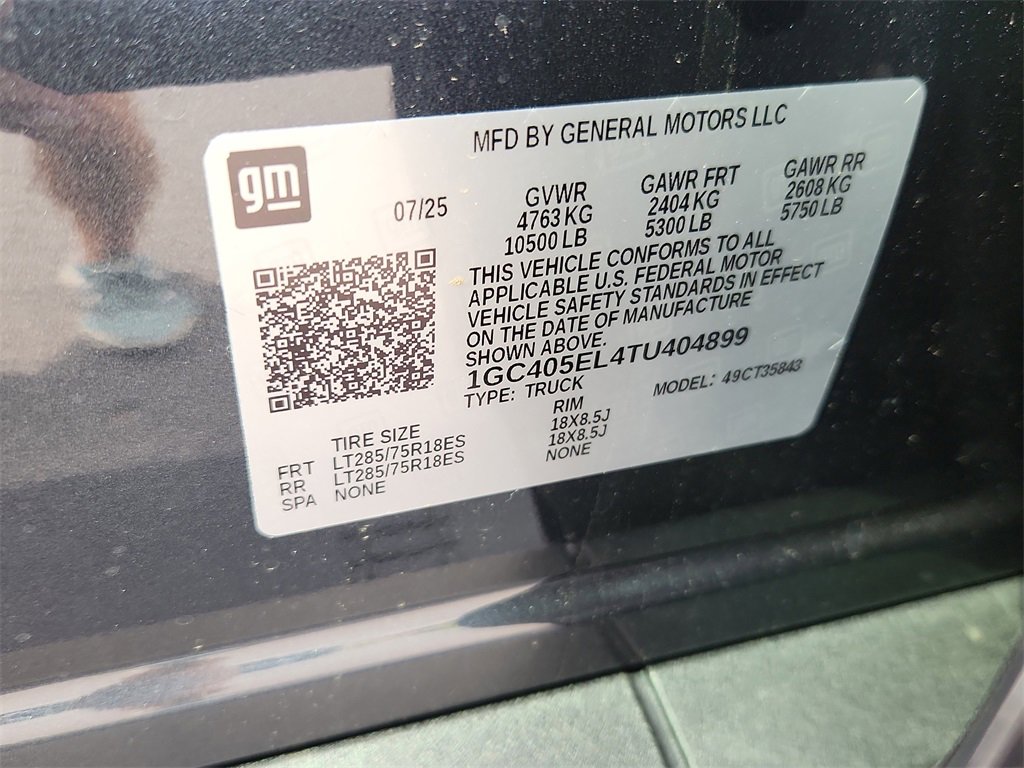 MFD BY GENERAL MOTORS LLC
gm
07/25
GVWR
4763 KG
10500 LB
GAWR FRT
2404 KG
5300 LB
GAWR RR
2608 KG
5750 LB
THIS VEHICLE CONFORMS TO ALL
APPLICABLE U.S. FEDERAL MOTOR
VEHICLE SAFETY STANDARDS IN EFFECT
ON THE DATE OF MANUFACTURE
SHOWN ABOVE.
1GC405EL4TU404899
TYPE: TRUCK MODEL: 49CT35843
TIRE SIZE RIM
FRT LT285/75R18ES 18X8.5J
RR LT285/75R18ES 18X8.5J
SPA NONE NONE